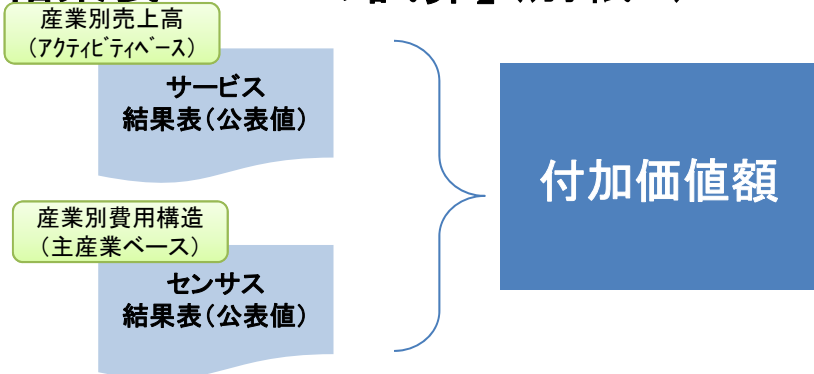 産業別売上高
（ｱｸﾃｨﾋﾞﾃｨﾍﾞｰｽ）
サービス
結果表（公表値）
付加価値額
産業別費用構造
（主産業ベース）
センサス
結果表（公表値）